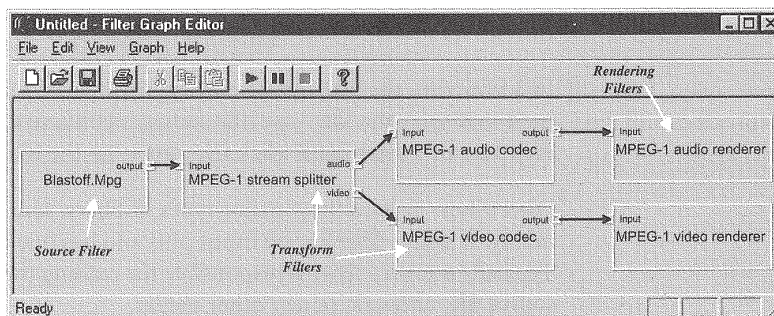 Untitled - Filter Graph Editor
File Edit View Graph Help
Rendering
Filters
Input output
MPEG-1 audio codec
Input
MPEG-1 audio renderer
output
Blastoff.Mpg
Input audio
MPEG-1 stream splitter
video
Input output
MPEG-1 video codec
Input
MPEG-1 video renderer
Source Filter
Transform
Filters
Ready